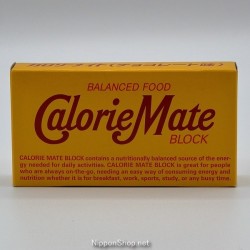 BALANCED FOOD
CalorieMate
BLOCK
CALORIE MATE BLOCK contains a nutritionally balanced source of the ener-
gy needed for daily activities. CALORIE MATE BLOCK is great for people
who are always on-the-go, needing an easy way of consuming energy and
nutrition whether it is for breakfast, work, sports, study, or any busy time.
NipponShop.net